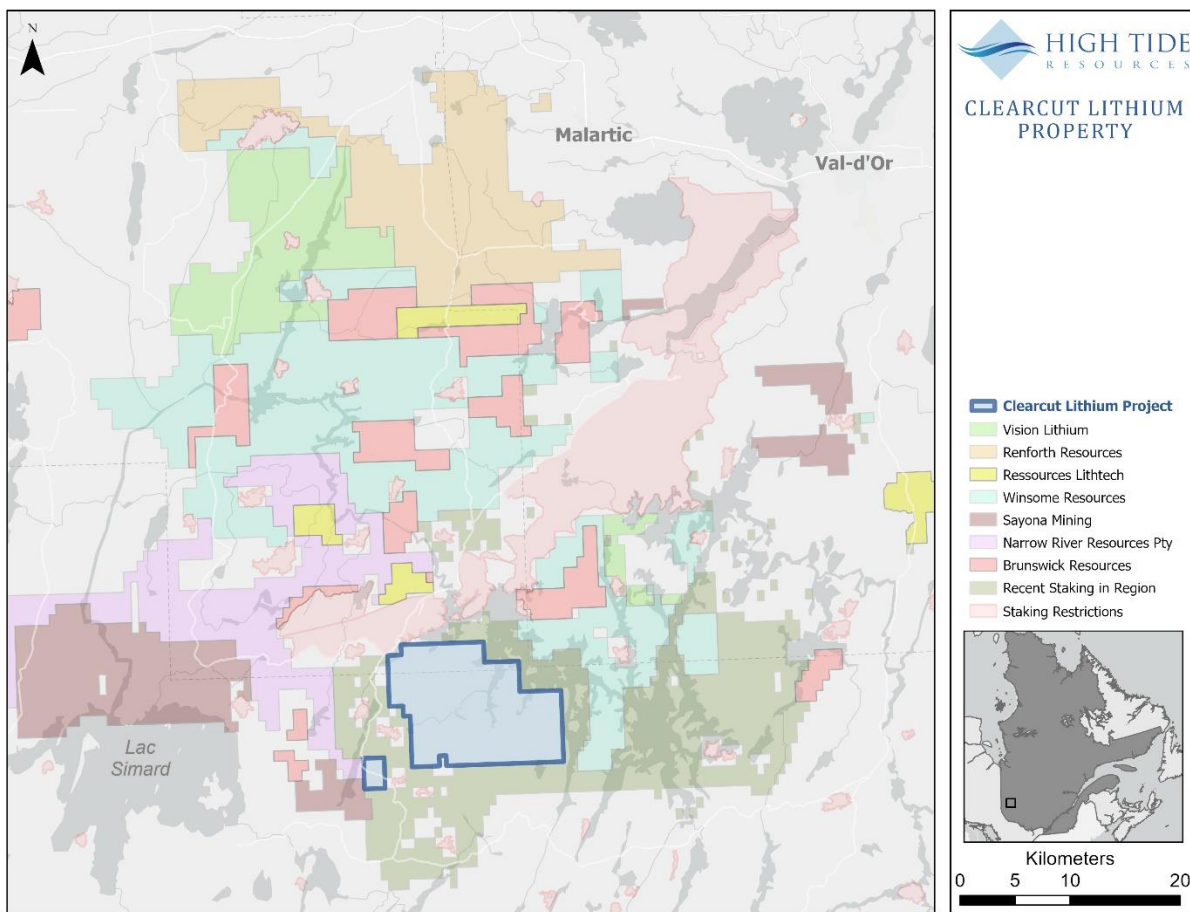 N
Malartic
Val-d'Or
Lac
Simard
HIGH TIDE
RESOURCES
CLEARCUT LITHIUM
PROPERTY
Clearcut Lithium Project
Vision Lithium
Renforth Resources
Ressources Lithtech
Winsome Resources
Sayona Mining
Narrow River Resources Pty
Brunswick Resources
Recent Staking in Region
Staking Restrictions
Kilometers
0 5 10 20